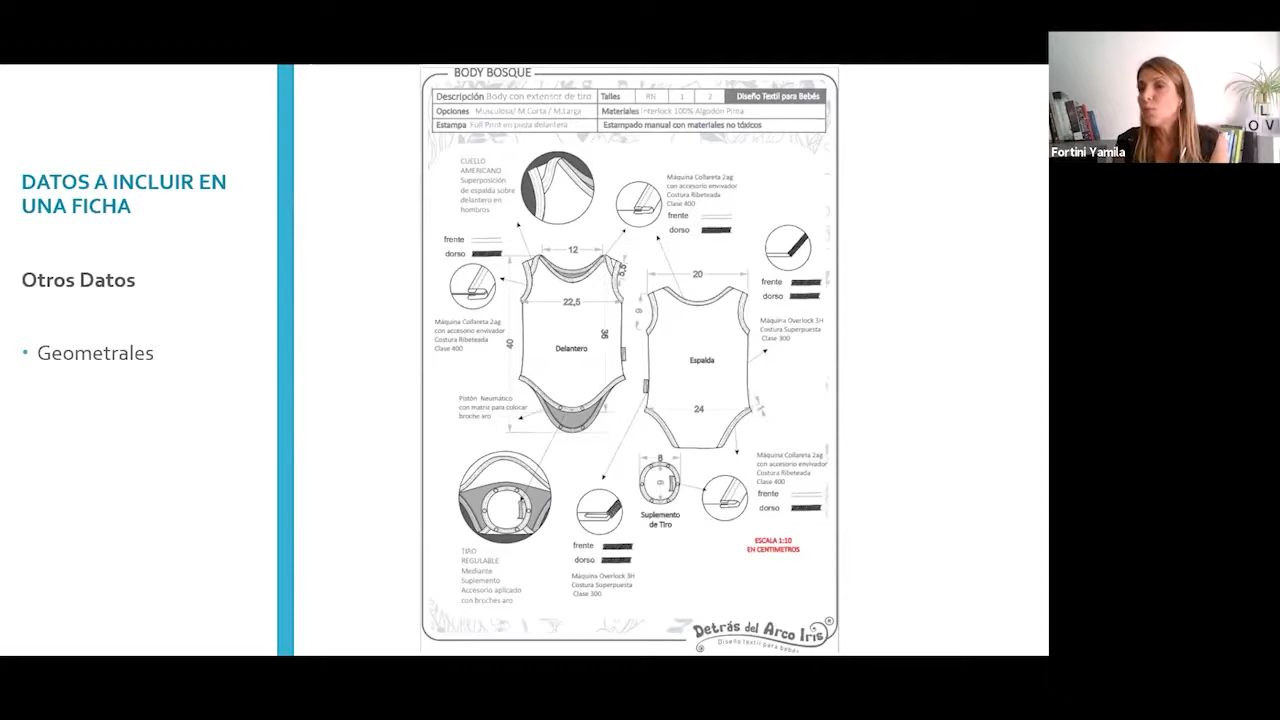 DATOS A INCLUIR EN
UNA FICHA
Otros Datos
• Geometrales
BODY BOSQUE
Descripción Body con extensor de tiro Talles RN 1 2 Diseño Textil para Bebés
Opciones Musculosa/ M.Corta / M.Larga Materiales Interlock 100% Algodón Pima
Estampa Full Print en pieza delantera Estampado manual con materiales no tóxicos
CUELLO
AMERICANO
Superposición
de espalda sobre
delantero en
hombros
Máquina Collareta 2ag
con accesorio envivador
Costura Ribeteada
Clase 400
frente
dorso
frente
dorso
12
5,5
20
frente
dorso
22,5
9
Máquina Collareta 2ag
con accesorio envivador
Costura Ribeteada
Clase 400
Máquina Overlock 3H
Costura Superpuesta
Clase 300
40
36
Delantero
Espalda
Pistón Neumático
con matriz para colocar
broche aro
24
8
9
Suplemento
de Tiro
Máquina Collareta 2ag
con accesorio envivador
Costura Ribeteada
Clase 400
frente
dorso
ESCALA 1:10
EN CENTIMETROS
frente
dorso
TIRO
REGULABLE
Mediante
Suplemento
Accesorio aplicado
con broches aro
Máquina Overlock 3H
Costura Superpuesta
Clase 300
Detrás del Arco Iris
Diseño textil para bebés
Fortini Yamila
L
OV